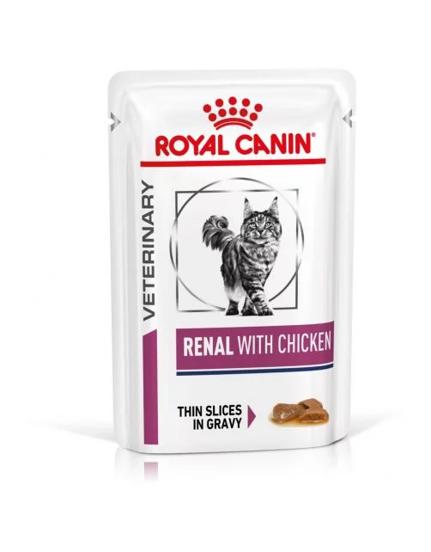 ROYAL CANIN
VETERINARY
RENAL WITH CHICKEN
THIN SLICES
IN GRAVY